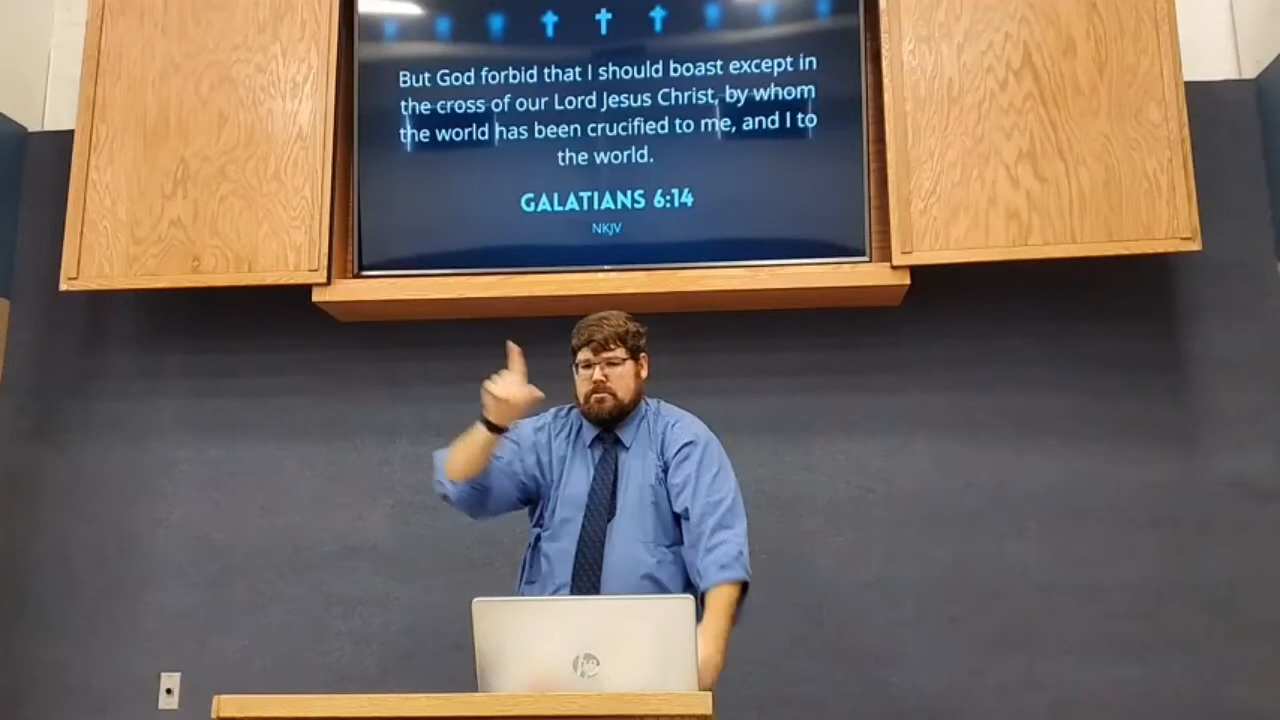 But God forbid that I should boast except in
the cross of our Lord Jesus Christ, by whom
the world has been crucified to me, and I to
the world.
GALATIANS 6:14
NKJV
hp